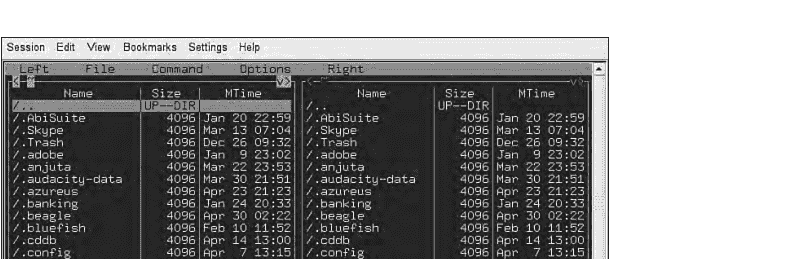 Session Edit View Bookmarks Settings Help
Left File Command Options Right
<-~ v> <-~ v>
Name Size MTime Name Size MTime
/.. UP--DIR /.. UP--DIR
/.AbiSuite 4096 Jan 20 22:59 /.AbiSuite 4096 Jan 20 22:59
/.Skype 4096 Mar 13 07:04 /.Skype 4096 Mar 13 07:04
/.Trash 4096 Dec 26 09:32 /.Trash 4096 Dec 26 09:32
/.adobe 4096 Jan 9 23:02 /.adobe 4096 Jan 9 23:02
/.anjuta 4096 Mar 22 23:53 /.anjuta 4096 Mar 22 23:53
/.audacity-data 4096 Mar 30 21:51 /.audacity-data 4096 Mar 30 21:51
/.azureus 4096 Apr 23 21:23 /.azureus 4096 Apr 23 21:23
/.banking 4096 Jan 24 20:33 /.banking 4096 Jan 24 20:33
/.beagle 4096 Apr 30 02:22 /.beagle 4096 Apr 30 02:22
/.bluefish 4096 Feb 10 11:52 /.bluefish 4096 Feb 10 11:52
/.cddb 4096 Apr 14 13:00 /.cddb 4096 Apr 14 13:00
/.config 4096 Apr 7 13:15 /.config 4096 Apr 7 13:15